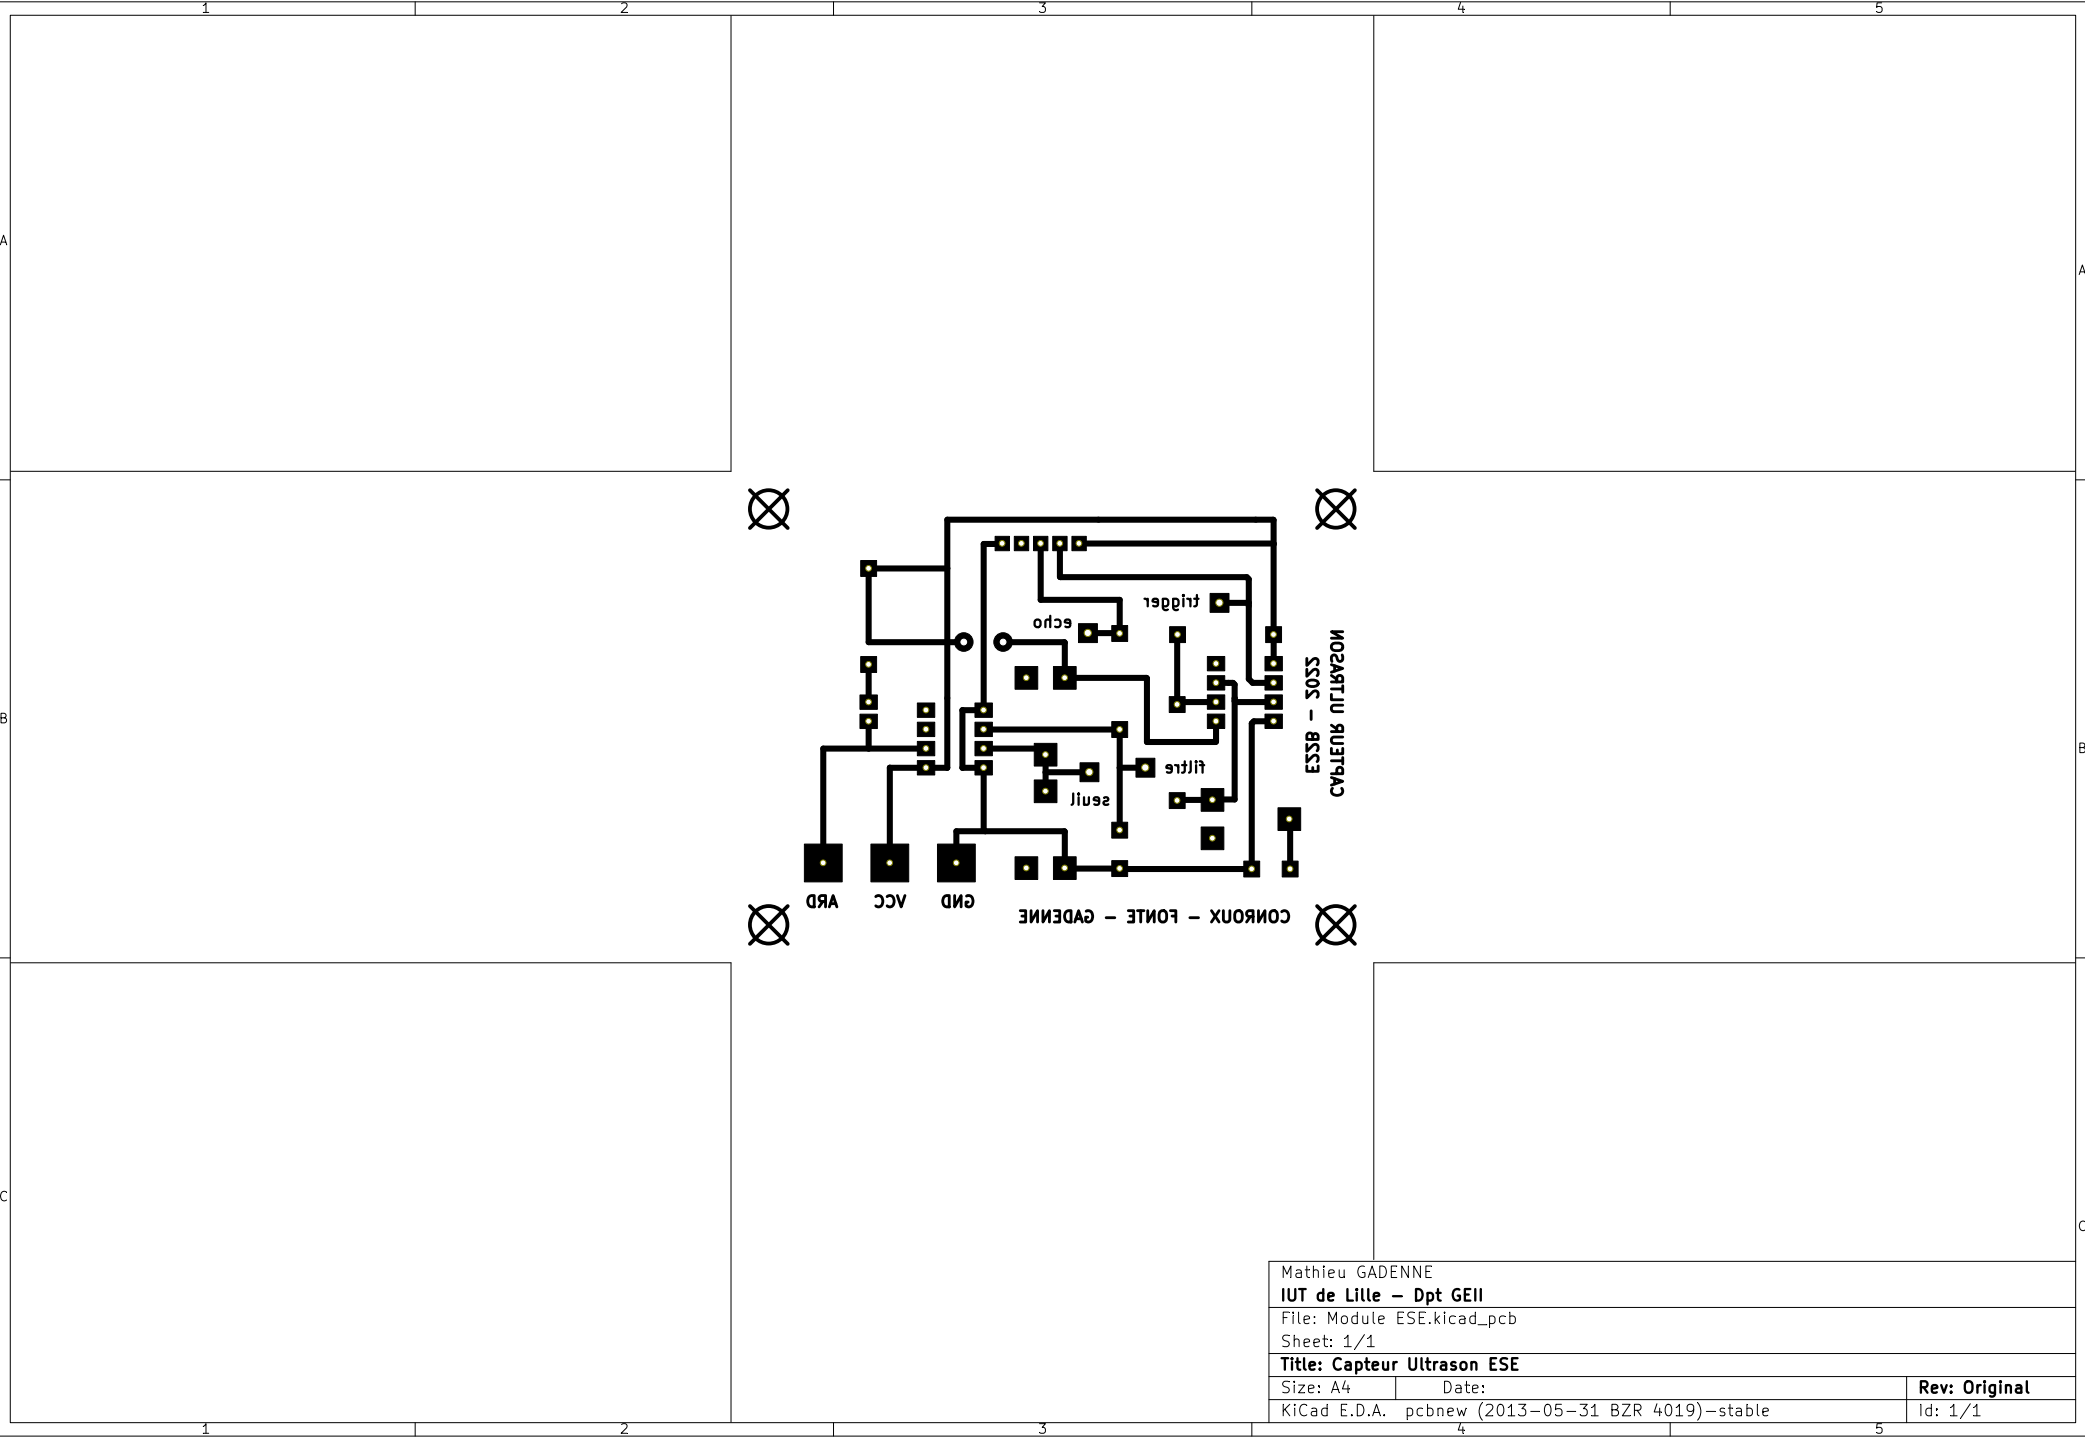 1 2 3 4 5
A A
trigger
echo
E22B - 2022
CAPTEUR ULTRASON
B B
filtre
seuil
ARD VCC GND
CONROUX - FONTE - GADENNE
C C
Mathieu GADENNE
IUT de Lille - Dpt GEII
File: Module ESE.kicad_pcb
Sheet: 1/1
Title: Capteur Ultrason ESE
Size: A4 Date: Rev: Original
KiCad E.D.A. pcbnew (2013-05-31 BZR 4019)-stable Id: 1/1
1 2 3 4 5